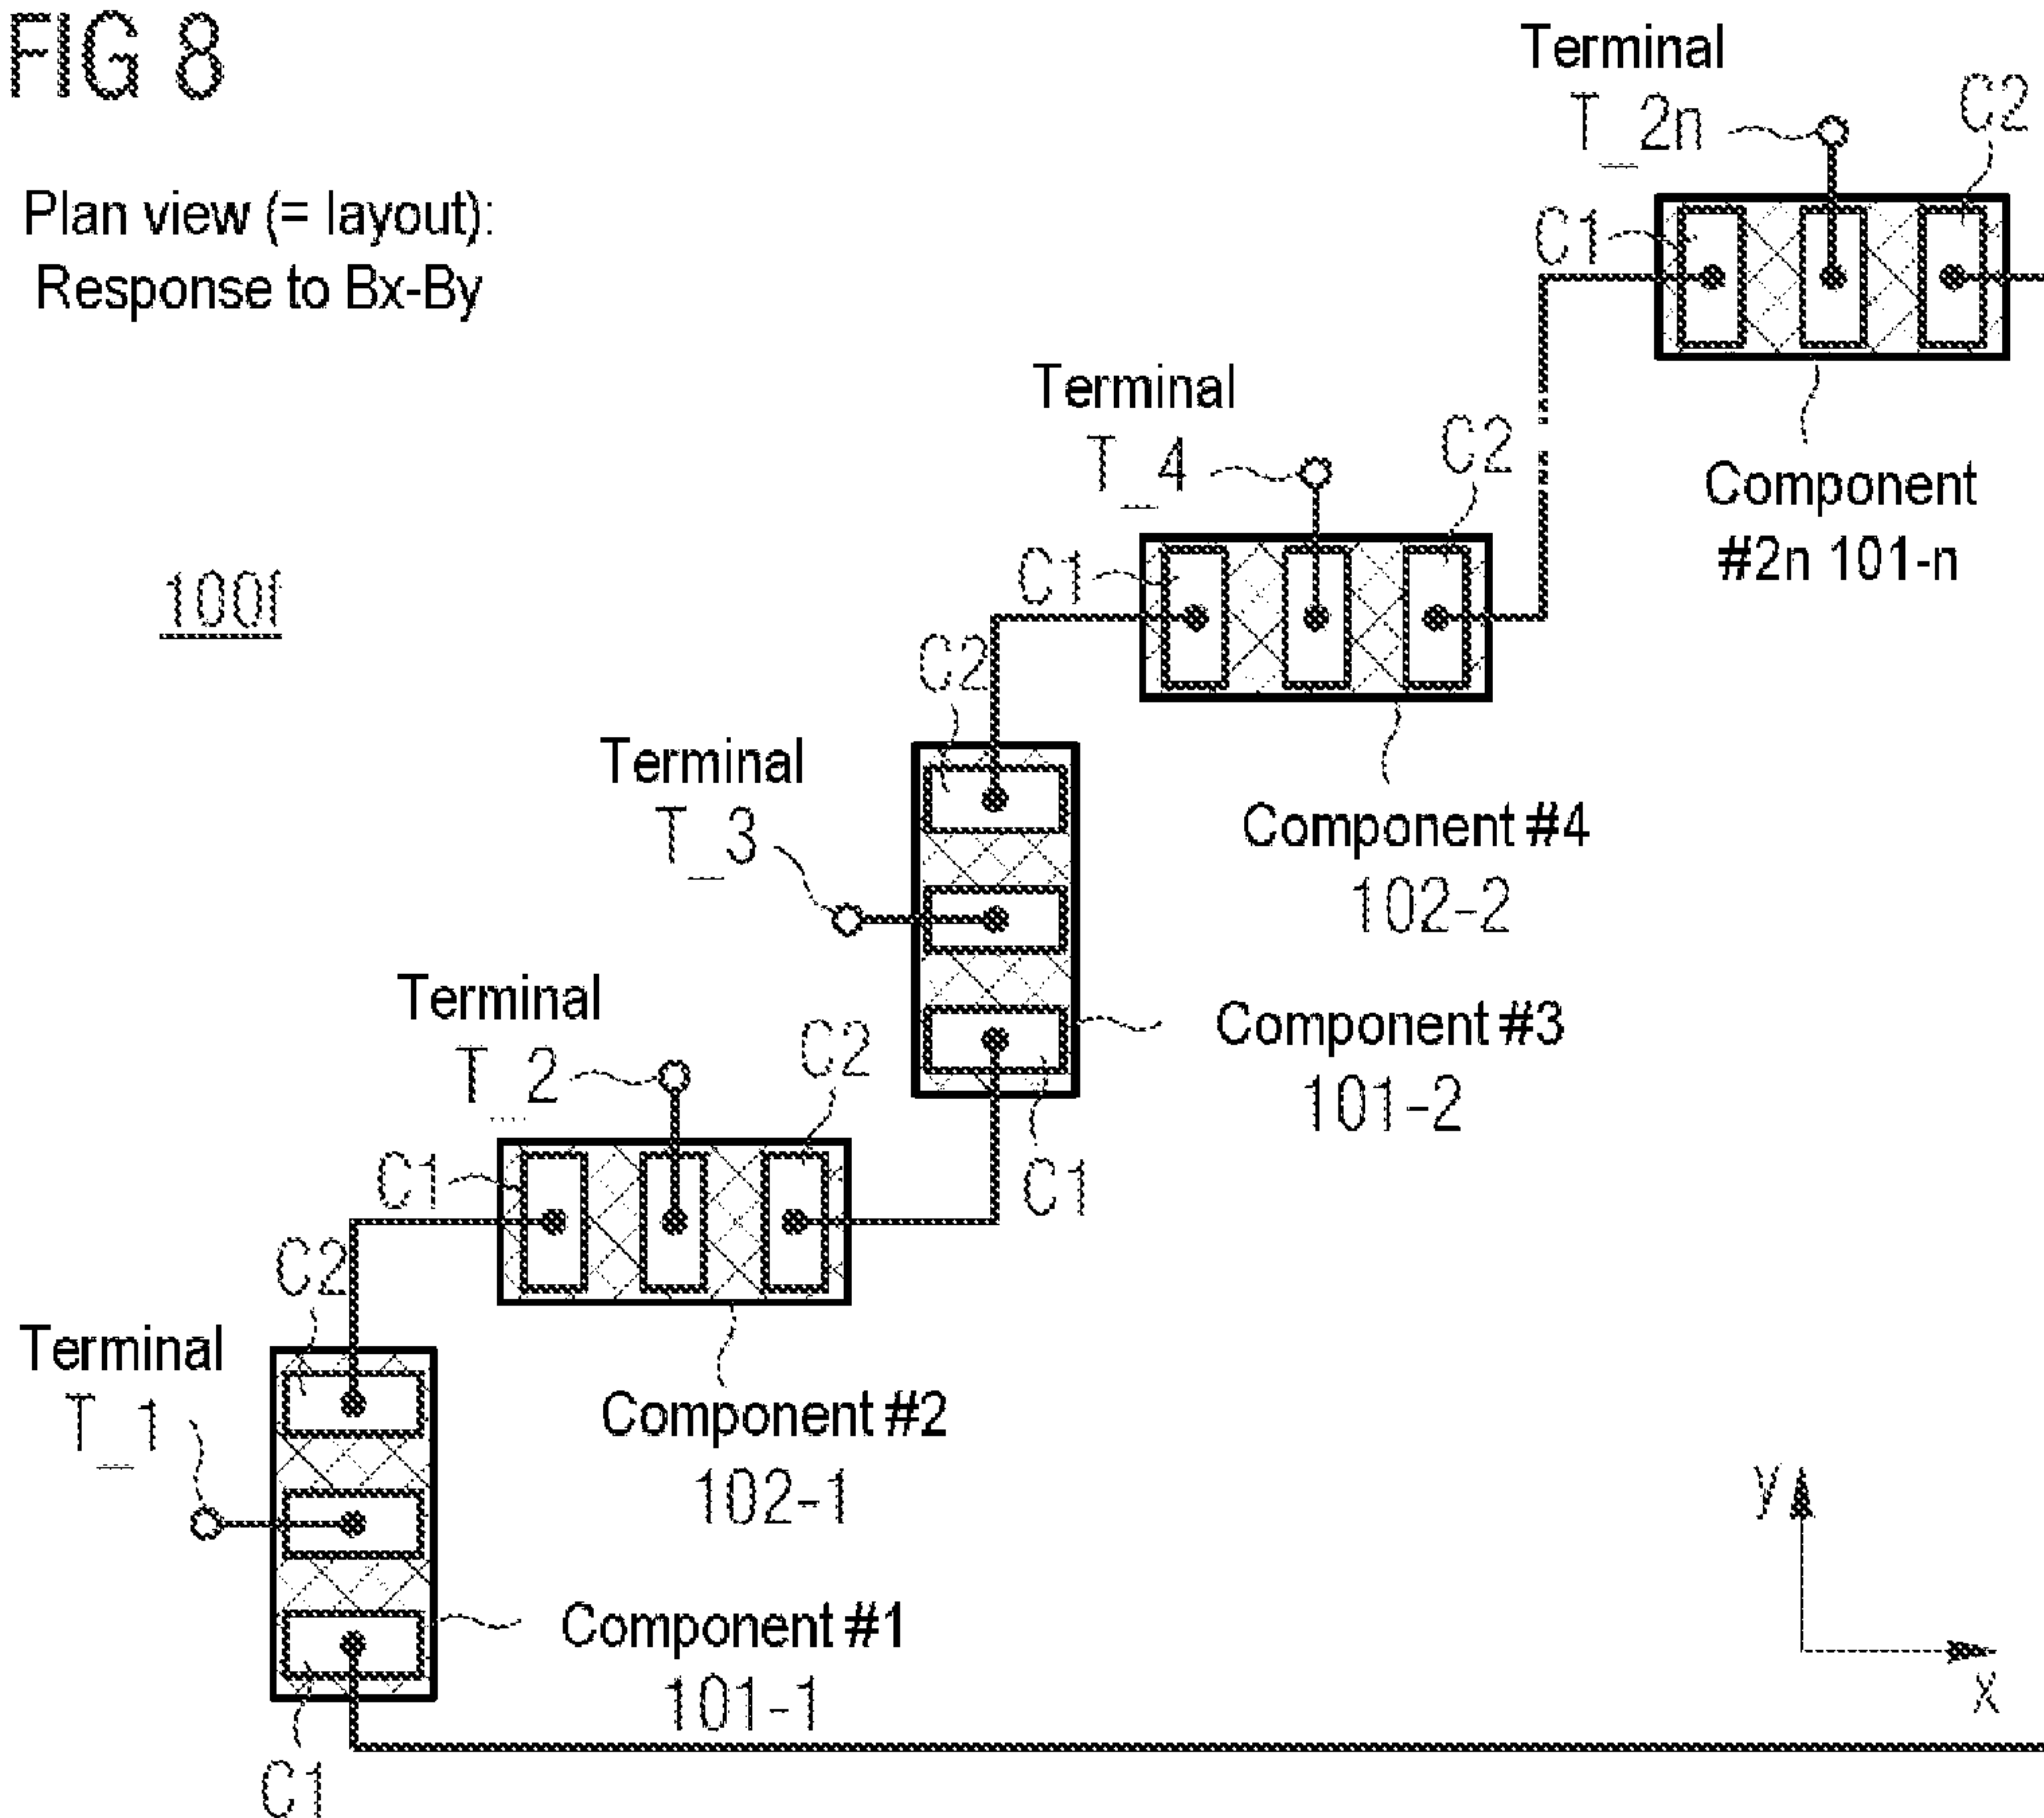 FIG 8
Plan view (= layout):
Response to Bx-By
100f
Terminal
T_2n
C2
C1
Component
#2n 101-n
Terminal
T_4
C2
C1
Component #4
102-2
C2
Terminal
T_3
Component #3
101-2
C1
Terminal
T_2
C2
C1
Component #2
102-1
C2
Terminal
T_1
Component #1
101-1
C1
y
x